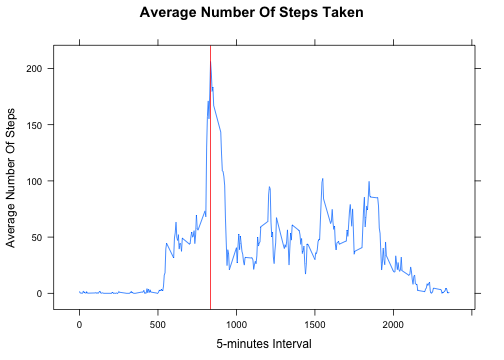 Average Number Of Steps Taken
Average Number Of Steps
200
150
100
50
0
0 500 1000 1500 2000
5-minutes Interval